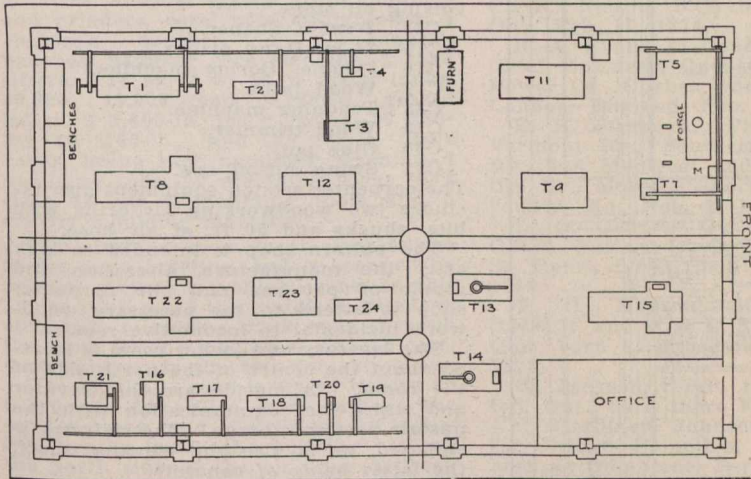 T1
T2
T4
T3
FURN
T11
T5
BENCHES
FORGE
M
T7
T8
T12
T9
FRONT
T22
T23
T24
T13
T15
BENCH
T21
T16
T17
T18
T20
T19
T14
OFFICE